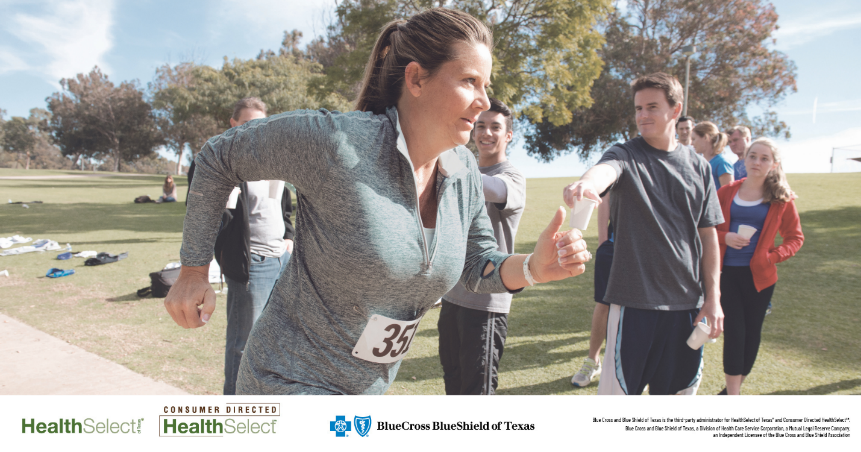 35
CONSUMER DIRECTED
HealthSelect
HealthSelect
BlueCross BlueShield of Texas
Blue Cross and Blue Shield of Texas is the third-party administrator for HealthSelect of Texas® and Consumer Directed HealthSelect℠.
Blue Cross and Blue Shield of Texas, a Division of Health Care Service Corporation, a Mutual Legal Reserve Company,
an Independent Licensee of the Blue Cross and Blue Shield Association